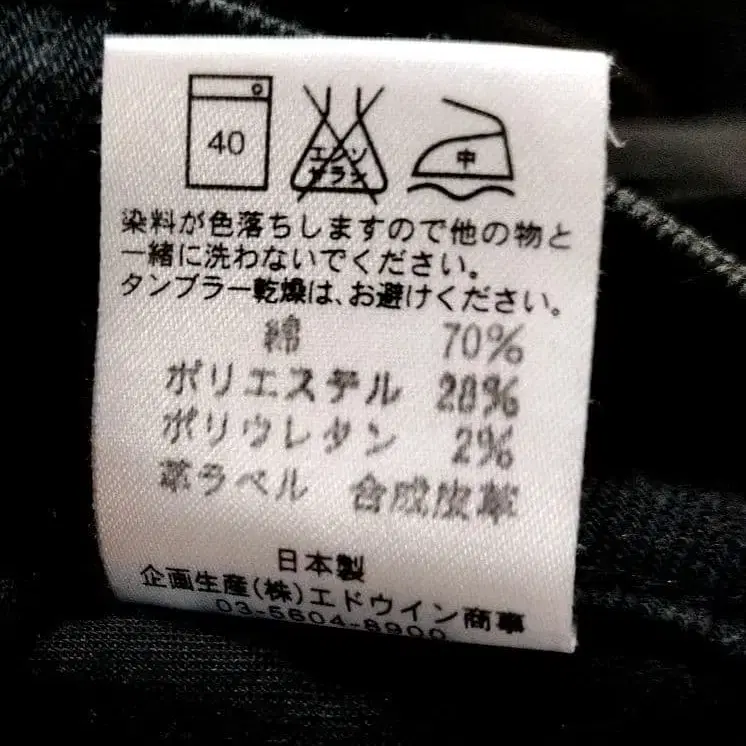 40
エンソ
サラシ
中
染料が色落ちしますので他の物と
一緒に洗わないでください。
タンブラー乾燥は、お避けください。
綿 70%
ポリエステル 28%
ポリウレタン 2%
革ラベル 合成皮革
日本製
企画生産(株)エドウイン商事
03-5604-8900